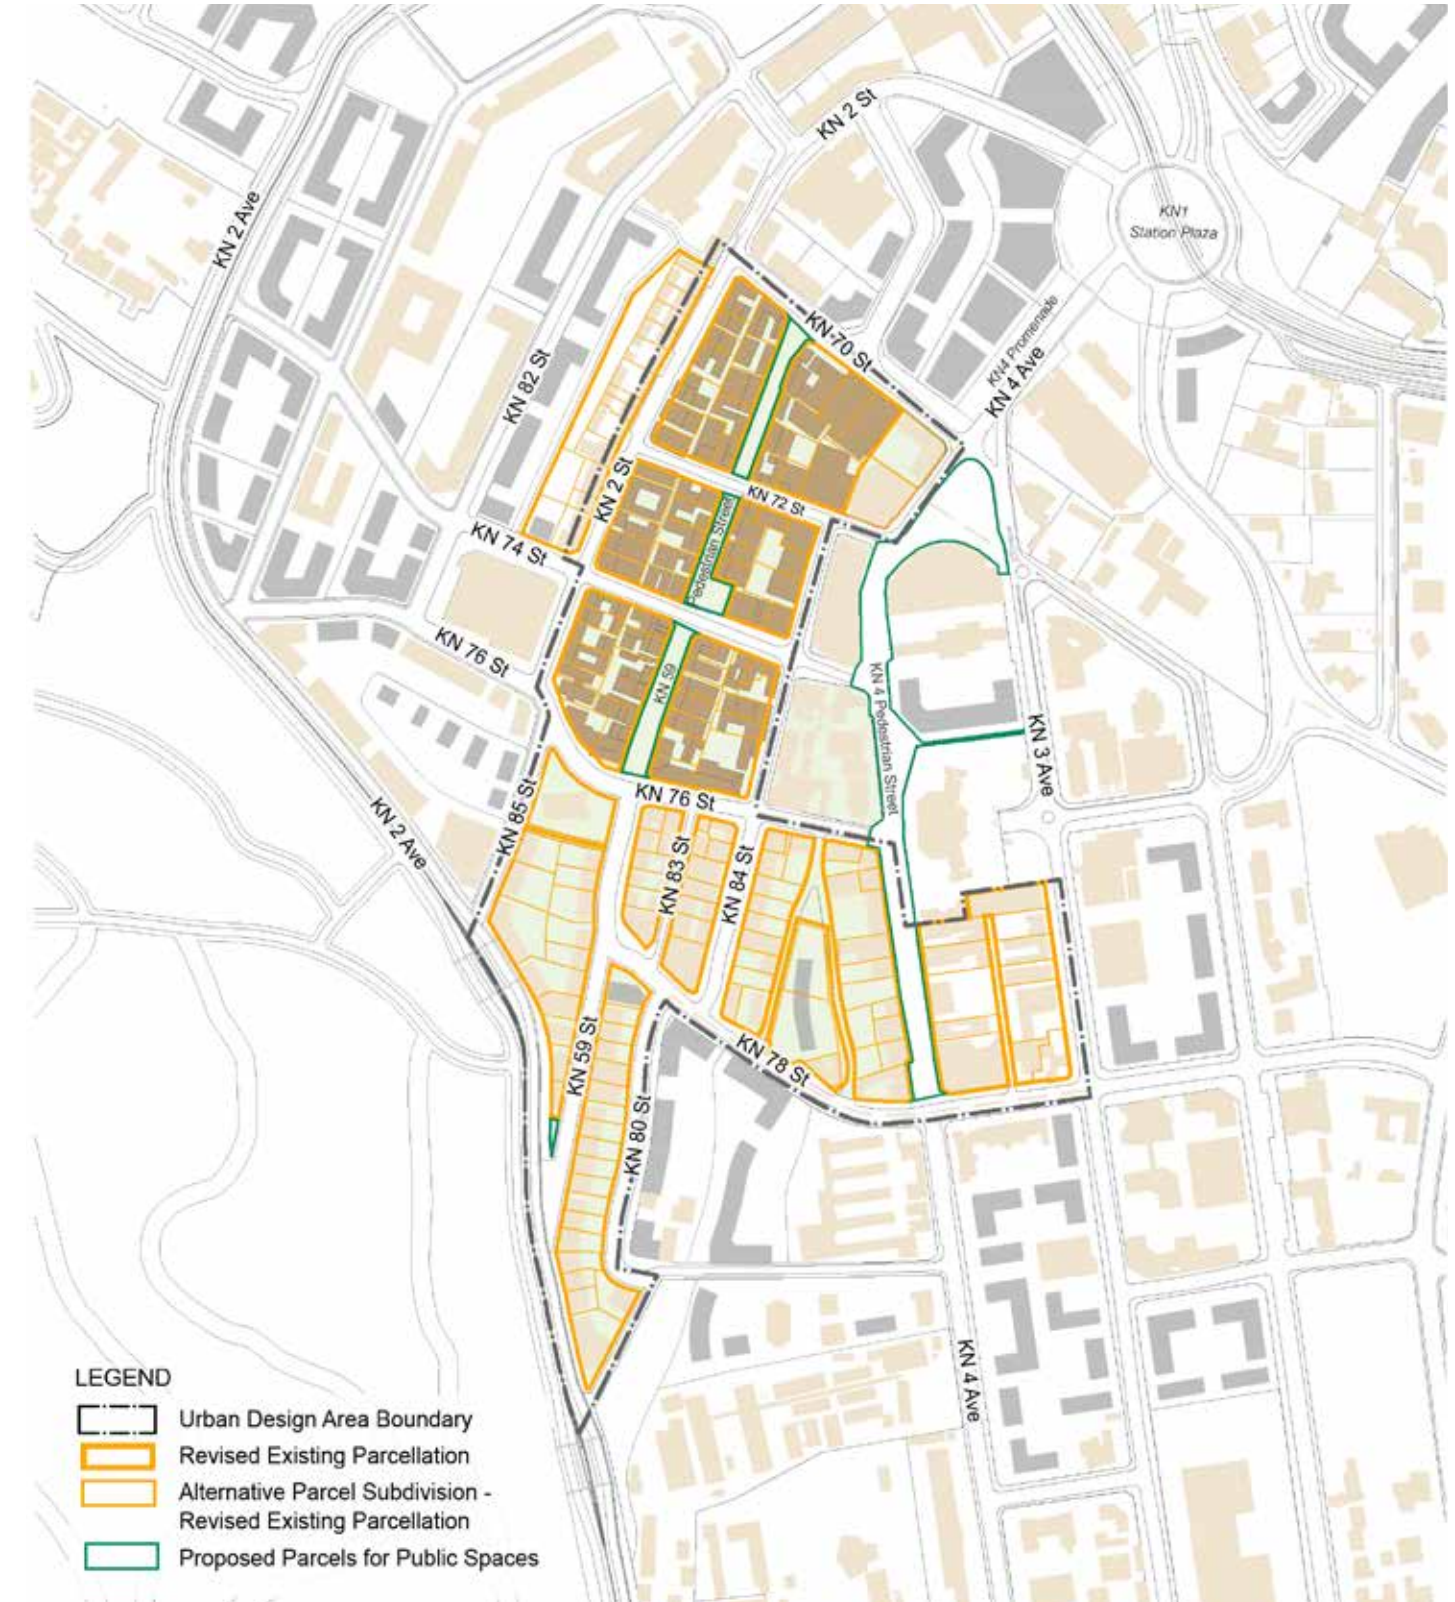 KN 2 St
KN1
Station Plaza
KN 2 Ave
KN-70 St
KN4 Promenade
KN 4 Ave
KN 82 St
KN 2 St
KN 72 St
KN 74 St
Pedestrian Street
KN 76 St
KN 59
KN 4 Pedestrian Street
KN 3 Ave
KN 76 St
KN 85 St
KN 2 Ave
KN 83 St
KN 84 St
KN 59 St
KN 78 St
KN 80 St
KN 4 Ave
LEGEND
Urban Design Area Boundary
Revised Existing Parcellation
Alternative Parcel Subdivision -
Revised Existing Parcellation
Proposed Parcels for Public Spaces